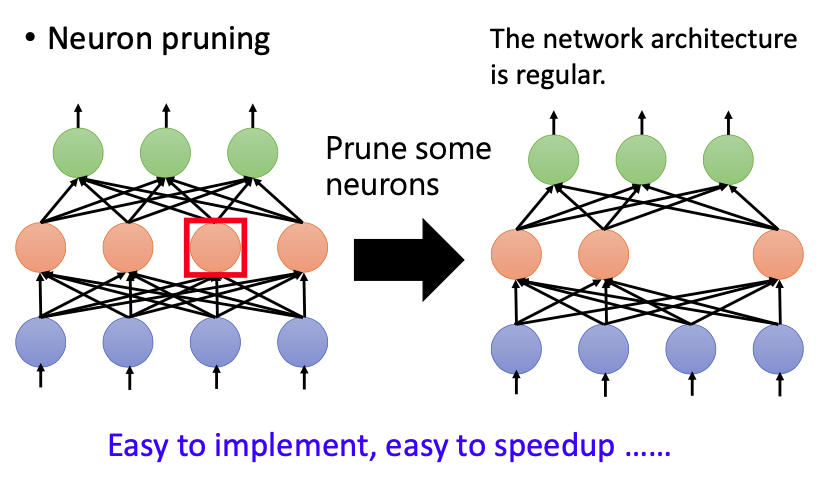 • Neuron pruning
The network architecture
is regular.
Prune some
neurons
Easy to implement, easy to speedup ……